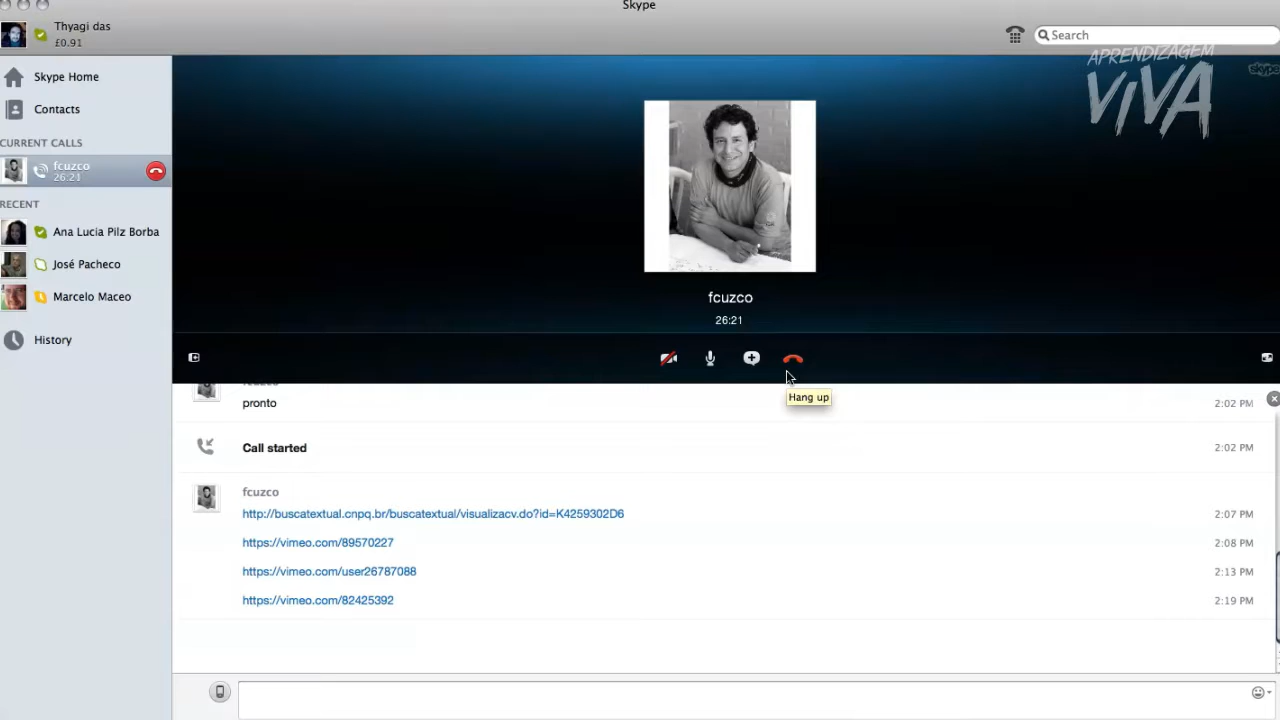 Skype
Thyagi das
£0.91
Search
APRENDIZAGEM
VIVA
skype
Skype Home
Contacts
CURRENT CALLS
fcuzco
26:21
RECENT
Ana Lucia Pilz Borba
José Pacheco
Marcelo Maceo
History
fcuzco
26:21
Hang up
fcuzco
pronto 2:02 PM
Call started 2:02 PM
fcuzco
http://buscatextual.cnpq.br/buscatextual/visualizacv.do?id=K4259302D6 2:07 PM
https://vimeo.com/89570227 2:08 PM
https://vimeo.com/user26787088 2:13 PM
https://vimeo.com/82425392 2:19 PM